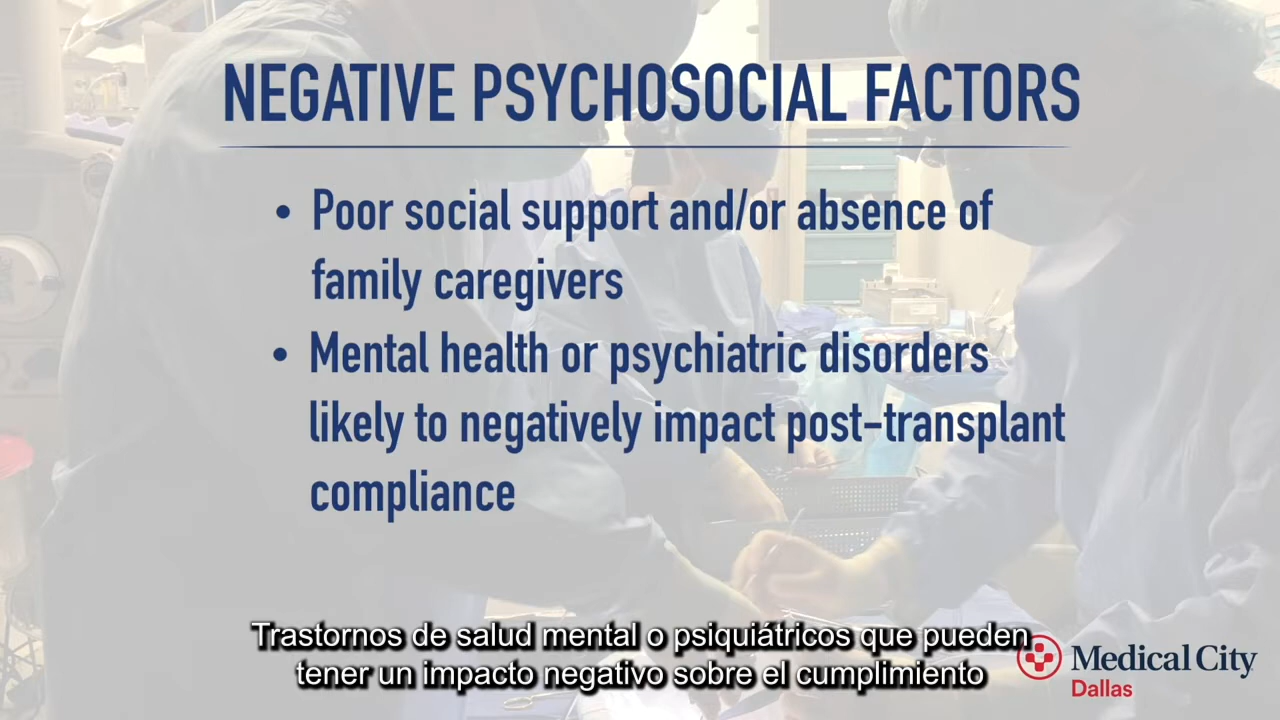 NEGATIVE PSYCHOSOCIAL FACTORS
• Poor social support and/or absence of
family caregivers
• Mental health or psychiatric disorders
likely to negatively impact post-transplant
compliance
Trastornos de salud mental o psiquiátricos que pueden
tener un impacto negativo sobre el cumplimiento
Medical City
Dallas